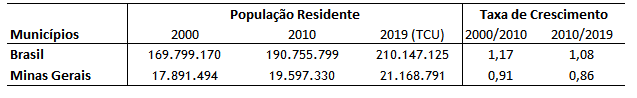 População Residente Taxa de Crescimento
Municípios 2000 2010 2019 (TCU) 2000/2010 2010/2019
Brasil 169.799.170 190.755.799 210.147.125 1,17 1,08
Minas Gerais 17.891.494 19.597.330 21.168.791 0,91 0,86